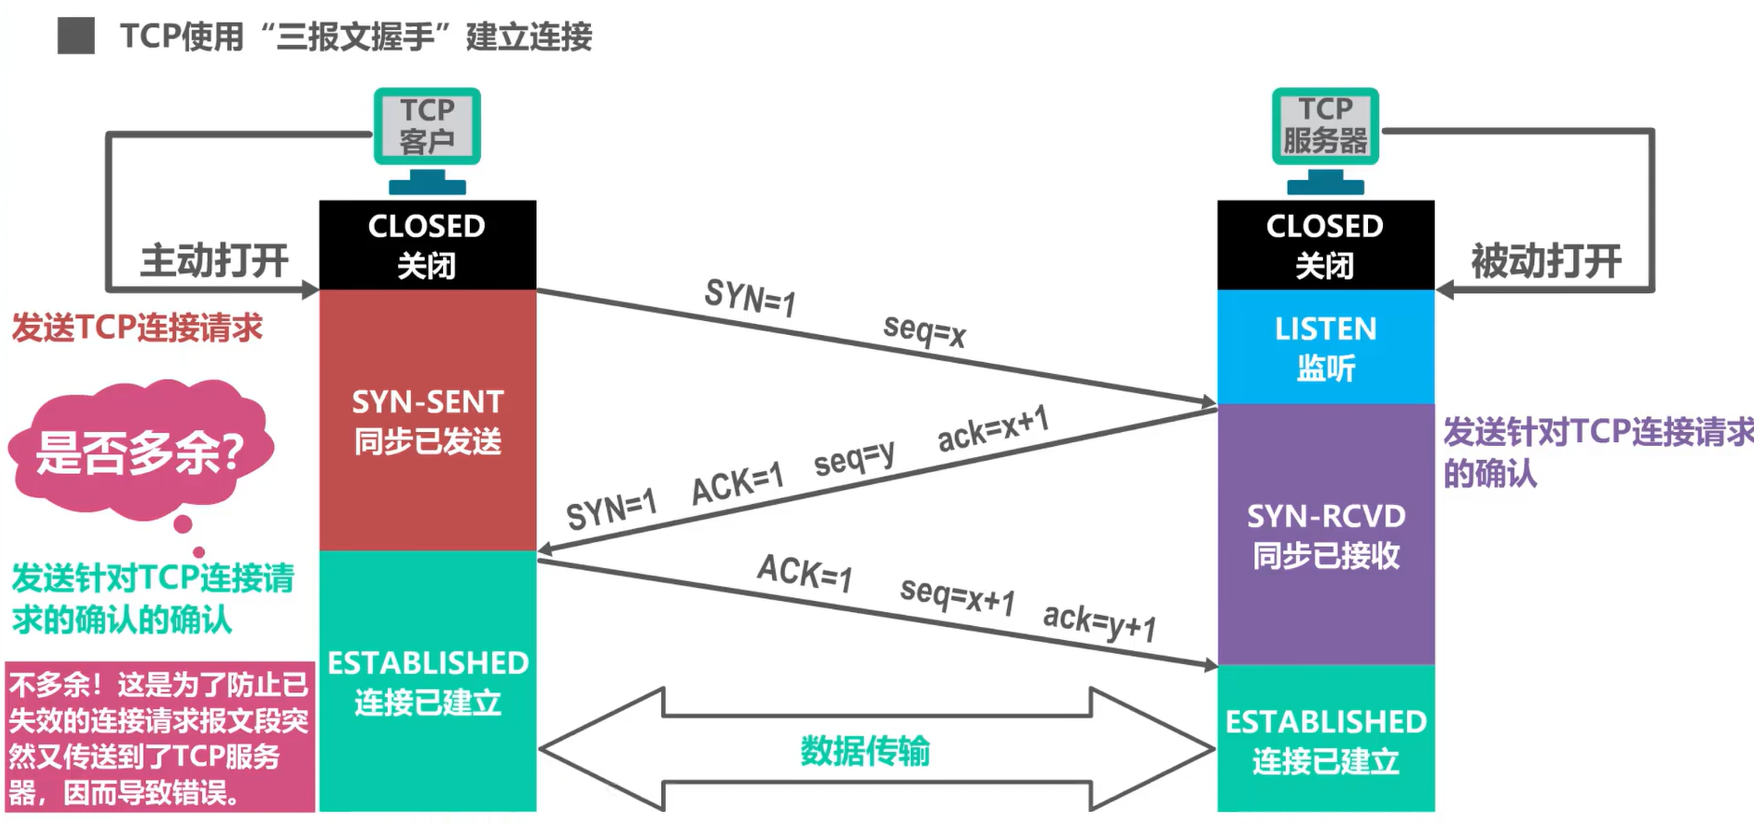 TCP使用“三报文握手”建立连接
TCP
客户
TCP
服务器
CLOSED
关闭
CLOSED
关闭
主动打开
被动打开
发送TCP连接请求
SYN=1 seq=x
LISTEN
监听
SYN-SENT
同步已发送
是否多余?
SYN=1 ACK=1 seq=y ack=x+1
发送针对TCP连接请求
的确认
SYN-RCVD
同步已接收
发送针对TCP连接请
求的确认的确认
ACK=1 seq=x+1 ack=y+1
ESTABLISHED
连接已建立
不多余！这是为了防止已
失效的连接请求报文段突
然又传送到了TCP服务
器，因而导致错误。
数据传输
ESTABLISHED
连接已建立